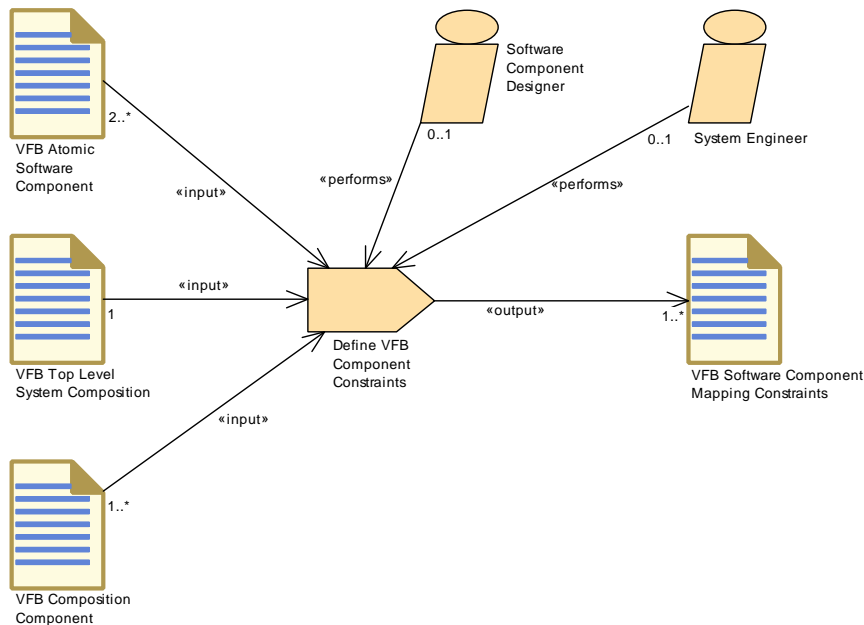 Software
Component
Designer
0..1
System Engineer
0..1
2..*
VFB Atomic
Software
Component
«input»
«performs»
«performs»
1
«input»
VFB Top Level
System Composition
Define VFB
Component
Constraints
«output»
1..*
VFB Software Component
Mapping Constraints
«input»
1..*
VFB Composition
Component